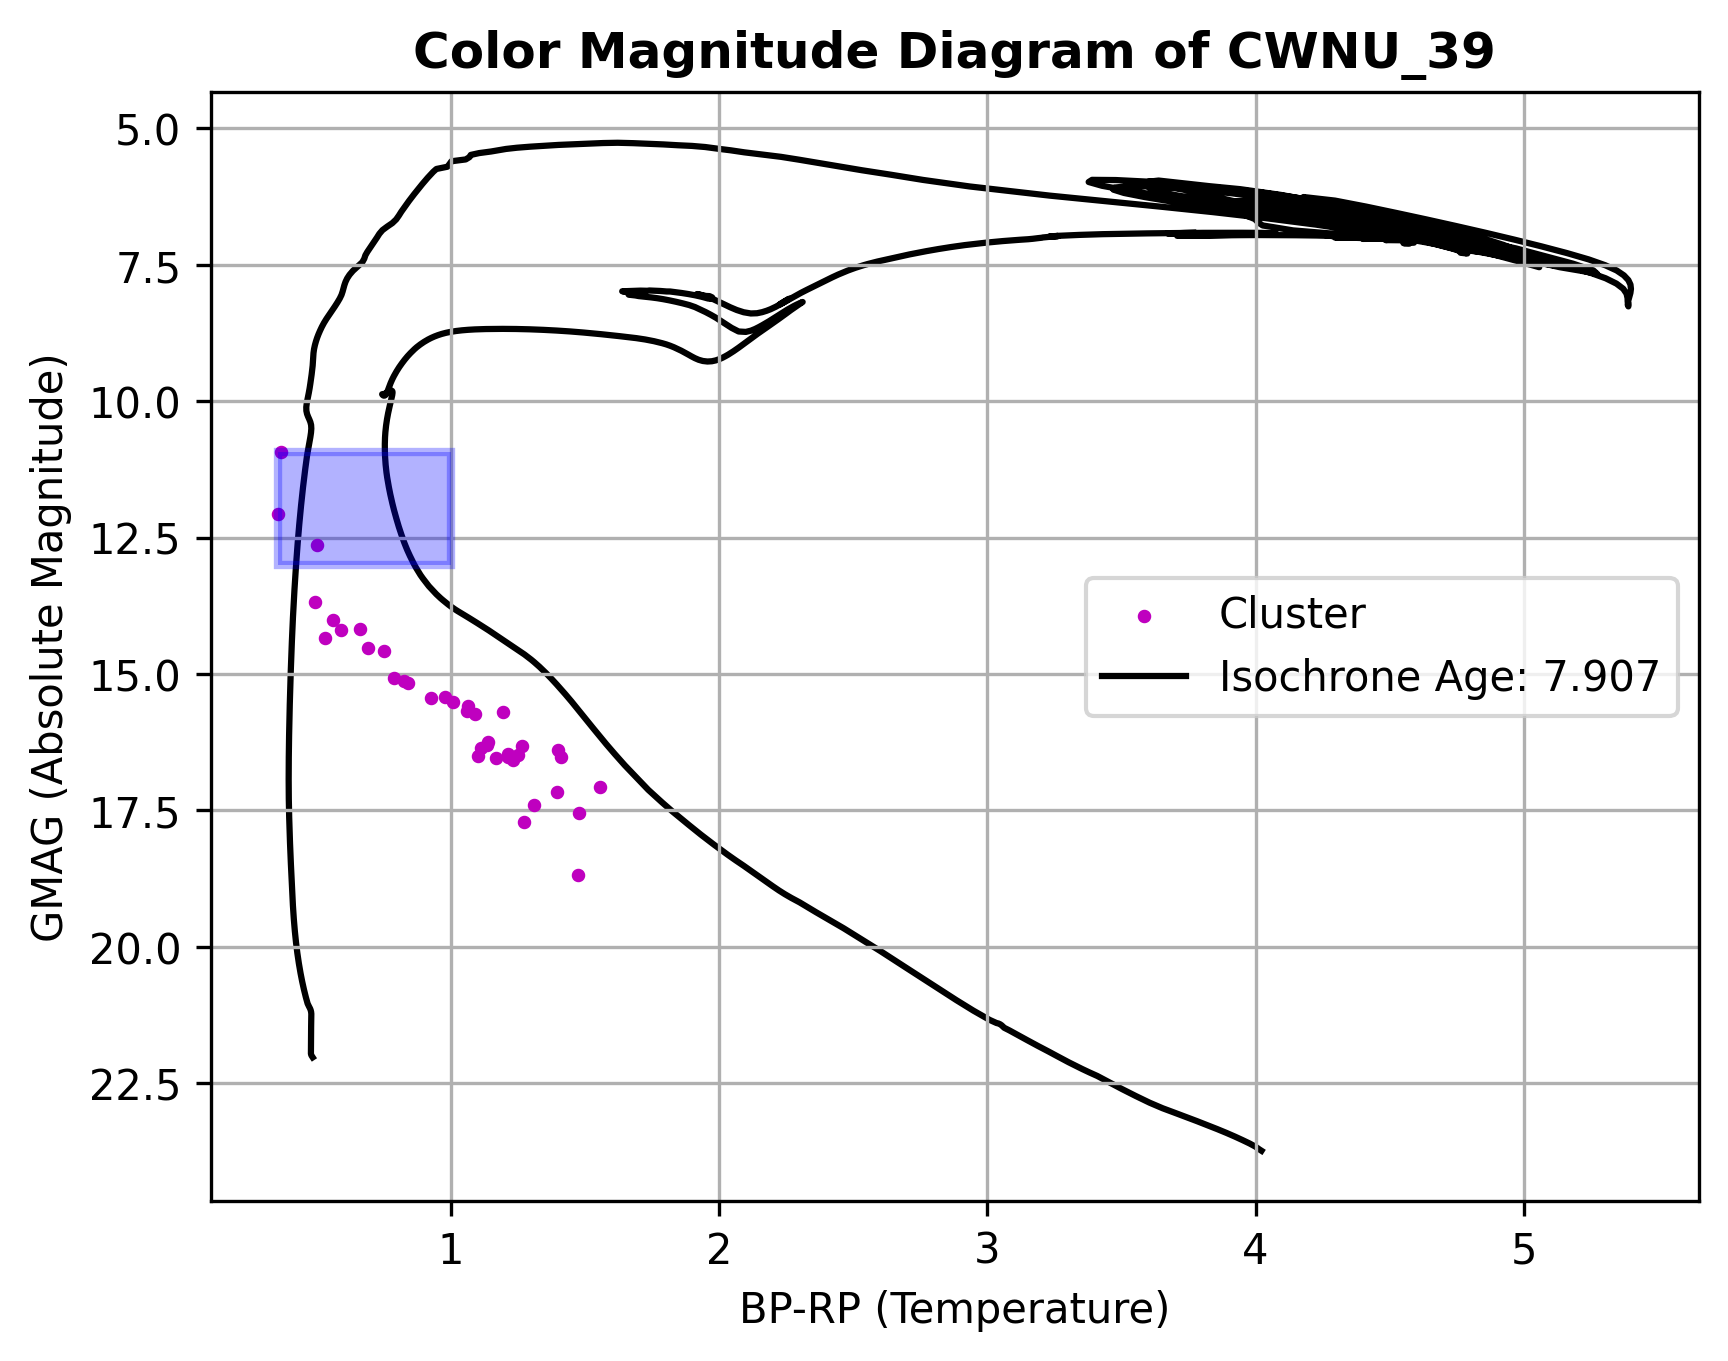 Color Magnitude Diagram of CWNU_39
GMAG (Absolute Magnitude)
5.0
7.5
10.0
12.5
15.0
17.5
20.0
22.5
Cluster
Isochrone Age: 7.907
1 2 3 4 5
BP-RP (Temperature)